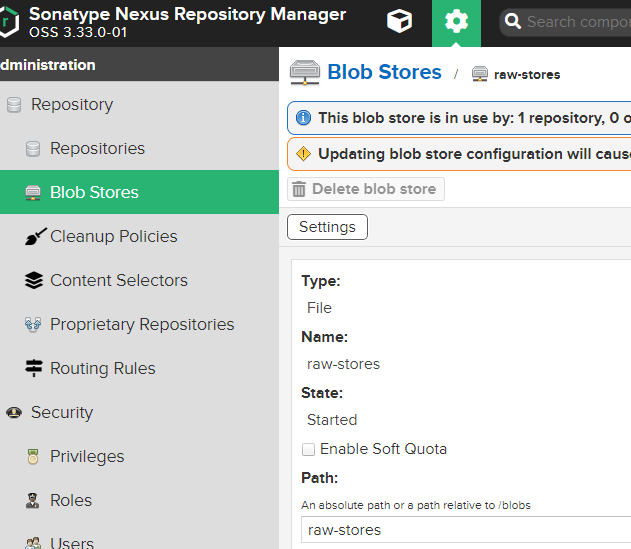 Sonatype Nexus Repository Manager
OSS 3.33.0-01
Search compo
dministration
Repository
Repositories
Blob Stores
Cleanup Policies
Content Selectors
Proprietary Repositories
Routing Rules
Security
Privileges
Roles
Users
Blob Stores / raw-stores
This blob store is in use by: 1 repository, 0 o
Updating blob store configuration will caus
Delete blob store
Settings
Type:
File
Name:
raw-stores
State:
Started
Enable Soft Quota
Path:
An absolute path or a path relative to /blobs
raw-stores